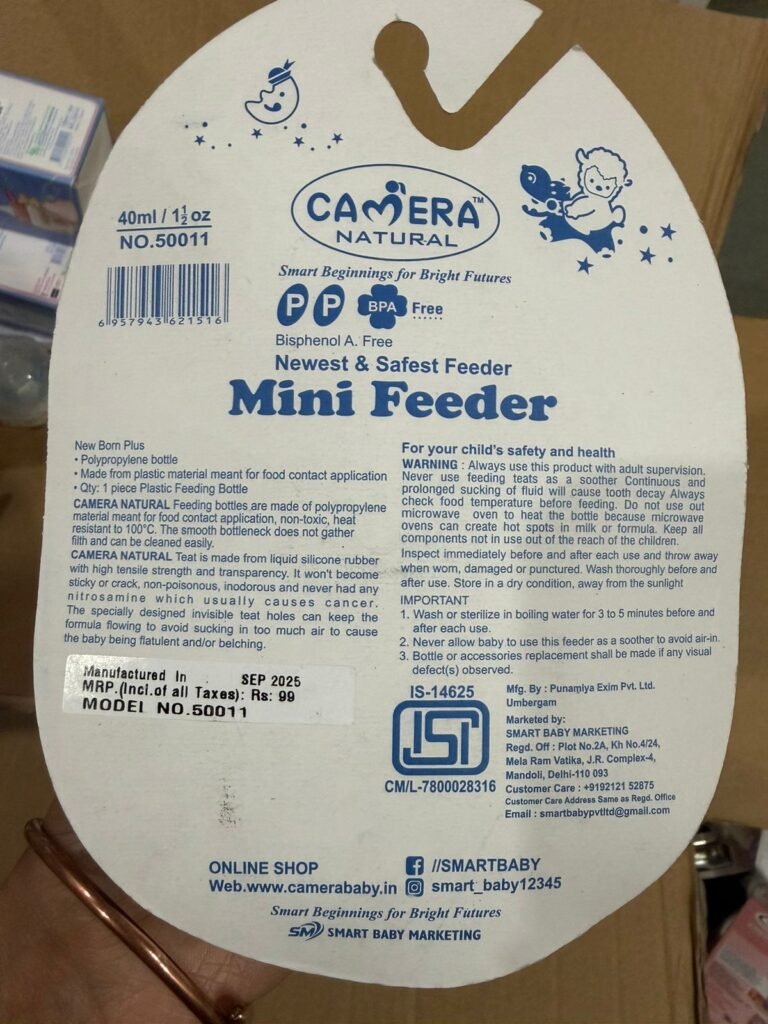 40ml / 1½ oz
NO.50011
6 957943 621516
CAMERA™
NATURAL
Smart Beginnings for Bright Futures
P P BPA Free
Bisphenol A. Free
Newest & Safest Feeder
Mini Feeder
New Born Plus
• Polypropylene bottle
• Made from plastic material meant for food contact application
• Qty: 1 piece Plastic Feeding Bottle
CAMERA NATURAL Feeding bottles are made of polypropylene
material meant for food contact application, non-toxic, heat
resistant to 100°C. The smooth bottleneck does not gather
filth and can be cleaned easily.
CAMERA NATURAL Teat is made from liquid silicone rubber
with high tensile strength and transparency. It won't become
sticky or crack, non-poisonous, inodorous and never had any
nitrosamine which usually causes cancer.
The specially designed invisible teat holes can keep the
formula flowing to avoid sucking in too much air to cause
the baby being flatulent and/or belching.
Manufactured In SEP 2025
MRP.(Incl.of all Taxes): Rs: 99
MODEL NO.50011
For your child's safety and health
WARNING : Always use this product with adult supervision.
Never use feeding teats as a soother Continuous and
prolonged sucking of fluid will cause tooth decay Always
check food temperature before feeding. Do not use out
microwave oven to heat the bottle because microwave
ovens can create hot spots in milk or formula. Keep all
components not in use out of the reach of the children.
Inspect immediately before and after each use and throw away
when worn, damaged or punctured. Wash thoroughly before and
after use. Store in a dry condition, away from the sunlight
IMPORTANT
1. Wash or sterilize in boiling water for 3 to 5 minutes before and
after each use.
2. Never allow baby to use this feeder as a soother to avoid air-in.
3. Bottle or accessories replacement shall be made if any visual
defect(s) observed.
IS-14625
ISI
CM/L-7800028316
Mfg. By : Punamiya Exim Pvt. Ltd.
Umbergam
Marketed by:
SMART BABY MARKETING
Regd. Off : Plot No.2A, Kh No.4/24,
Mela Ram Vatika, J.R. Complex-4,
Mandoli, Delhi-110 093
Customer Care : +9192121 52875
Customer Care Address Same as Regd. Office
Email : smartbabypvtltd@gmail.com
ONLINE SHOP
Web.www.camerababy.in
f //SMARTBABY
smart_baby12345
Smart Beginnings for Bright Futures
SM SMART BABY MARKETING